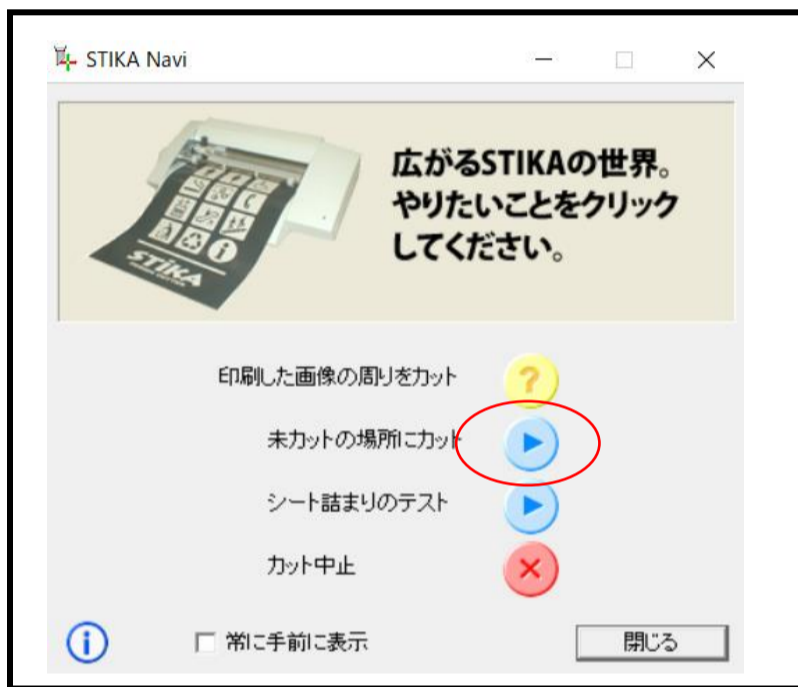 STIKA Navi
広がるSTIKAの世界。
やりたいことをクリック
してください。
STIKA
印刷した画像の周りをカット
?
未カットの場所にカット
シート詰まりのテスト
カット中止
i
常に手前に表示
閉じる